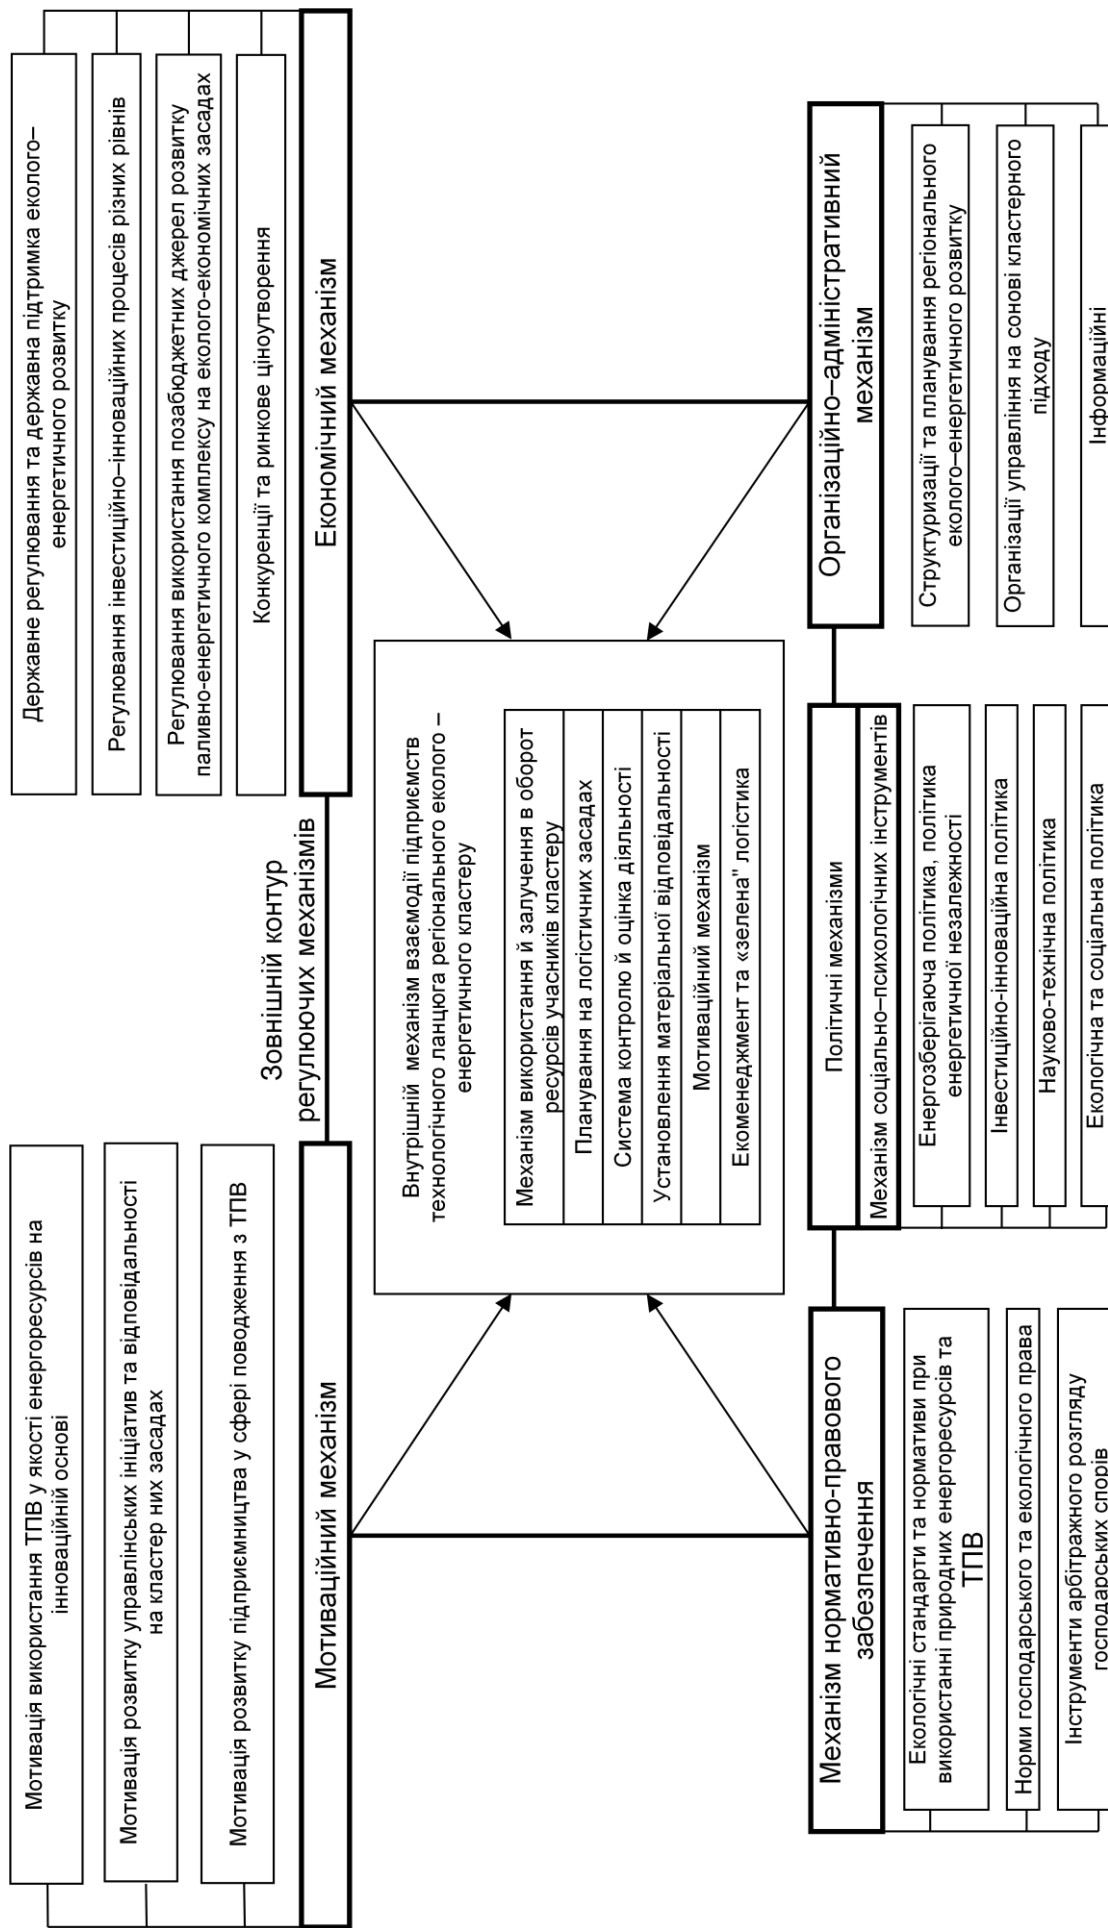 Мотивація використання ТПВ у якості енергоресурсів на
інноваційній основі
Мотивація розвитку управлінських ініціатив та відповідальності
на кластер них засадах
Мотивація розвитку підприємництва у сфері поводження з ТПВ
Мотиваційний механізм
Зовнішній контур
регулюючих механізмів
Державне регулювання та державна підтримка еколого–
енергетичного розвитку
Регулювання інвестиційно–інноваційних процесів різних рівнів
Регулювання використання позабюджетних джерел розвитку
паливно-енергетичного комплексу на еколого-економічних засадах
Конкуренції та ринкове ціноутворення
Економічний механізм
Внутрішній механізм взаємодії підприємств
технологічного ланцюга регіонального еколого –
енергетичного кластеру
Механізм використання й залучення в оборот
ресурсів учасників кластеру
Планування на логістичних засадах
Система контролю й оцінка діяльності
Установлення матеріальної відповідальності
Мотиваційний механізм
Екоменеджмент та «зелена" логістика
Механізм нормативно-правового
забезпечення
Екологічні стандарти та нормативи при
використанні природних енергоресурсів та
ТПВ
Норми господарського та екологічного права
Інструменти арбітражного розгляду
господарських спорів
Політичні механізми
Механізм соціально–психологічних інструментів
Енергозберігаюча політика, політика
енергетичної незалежності
Інвестиційно-інноваційна політика
Науково-технічна політика
Екологічна та соціальна політика
Організаційно–адміністративний
механізм
Структуризації та планування регіонального
еколого–енергетичного розвитку
Організації управління на сонові кластерного
підходу
Інформаційні